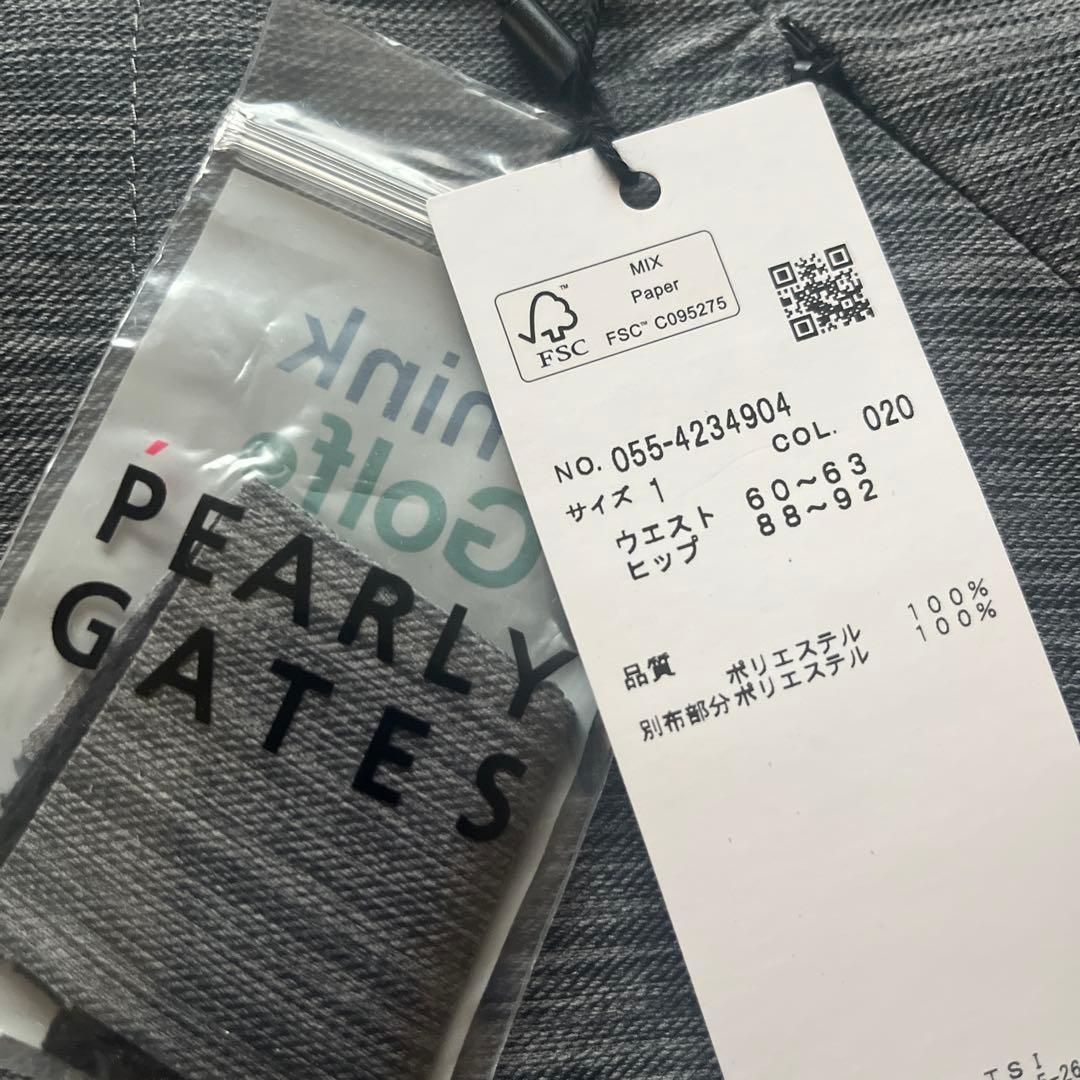 PEARLY
GATES
MIX
Paper
FSC™ C095275
FSC
NO. 055-4234904
COL. 020
サイズ 1
ウエスト 60～63
ヒップ 88～92
品質 ポリエステル 100%
別布部分ポリエステル 100%
TSI